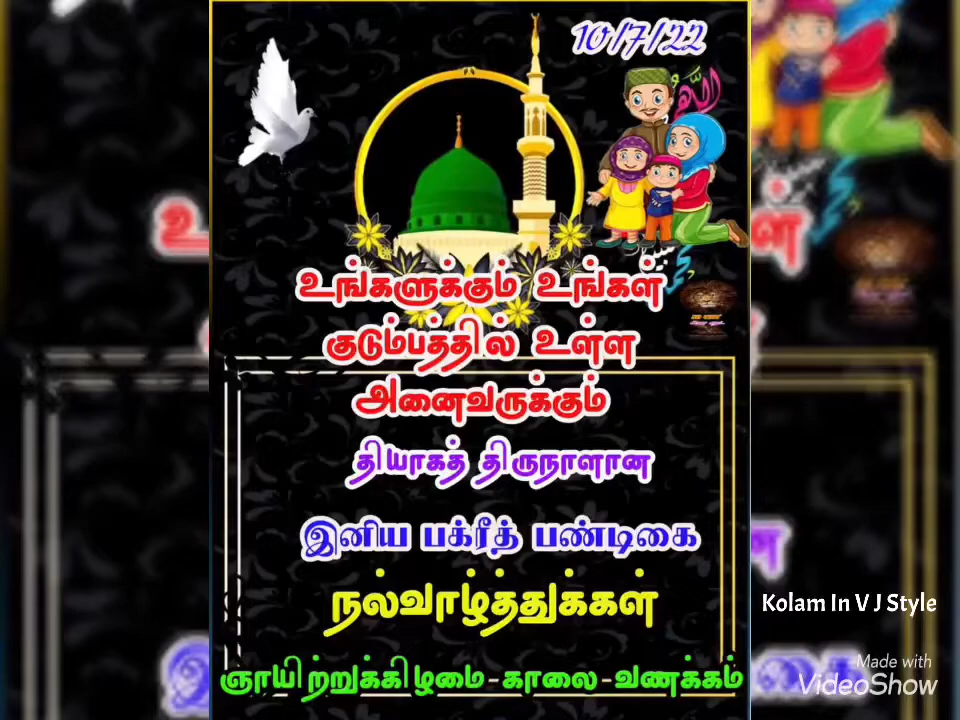 10/7/22
الله
உங்களுக்கும் உங்கள்
குடும்பத்தில் உள்ள
அனைவருக்கும்
தியாகத் திருநாளான
இனிய பக்ரீத் பண்டிகை
நல்வாழ்த்துக்கள்
ஞாயிற்றுக்கிழமை-காலை-வணக்கம்
Kolam In V J Style
Made with
VideoShow